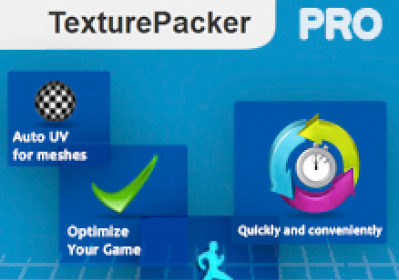 TexturePacker
PRO
Auto UV
for meshes
Optimize
Your Game
Quickly and conveniently